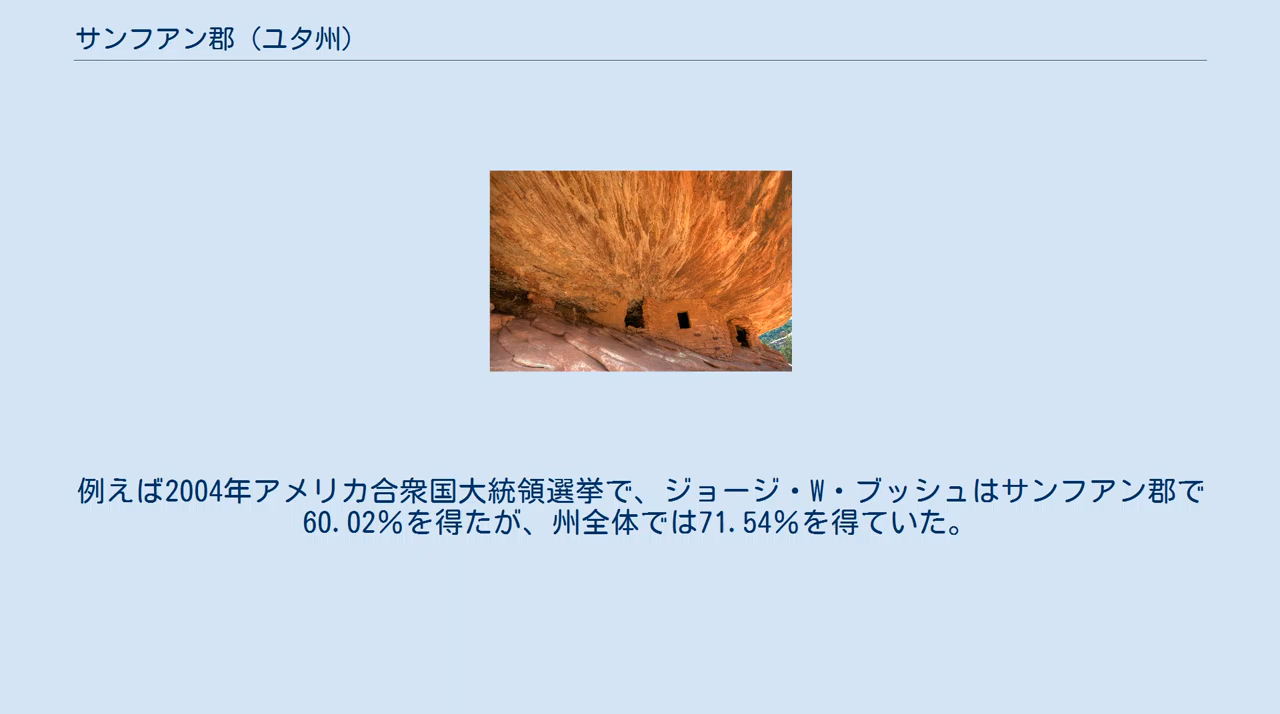 サンフアン郡（ユタ州）
例えば2004年アメリカ合衆国大統領選挙で、ジョージ・W・ブッシュはサンフアン郡で
60.02％を得たが、州全体では71.54％を得ていた。